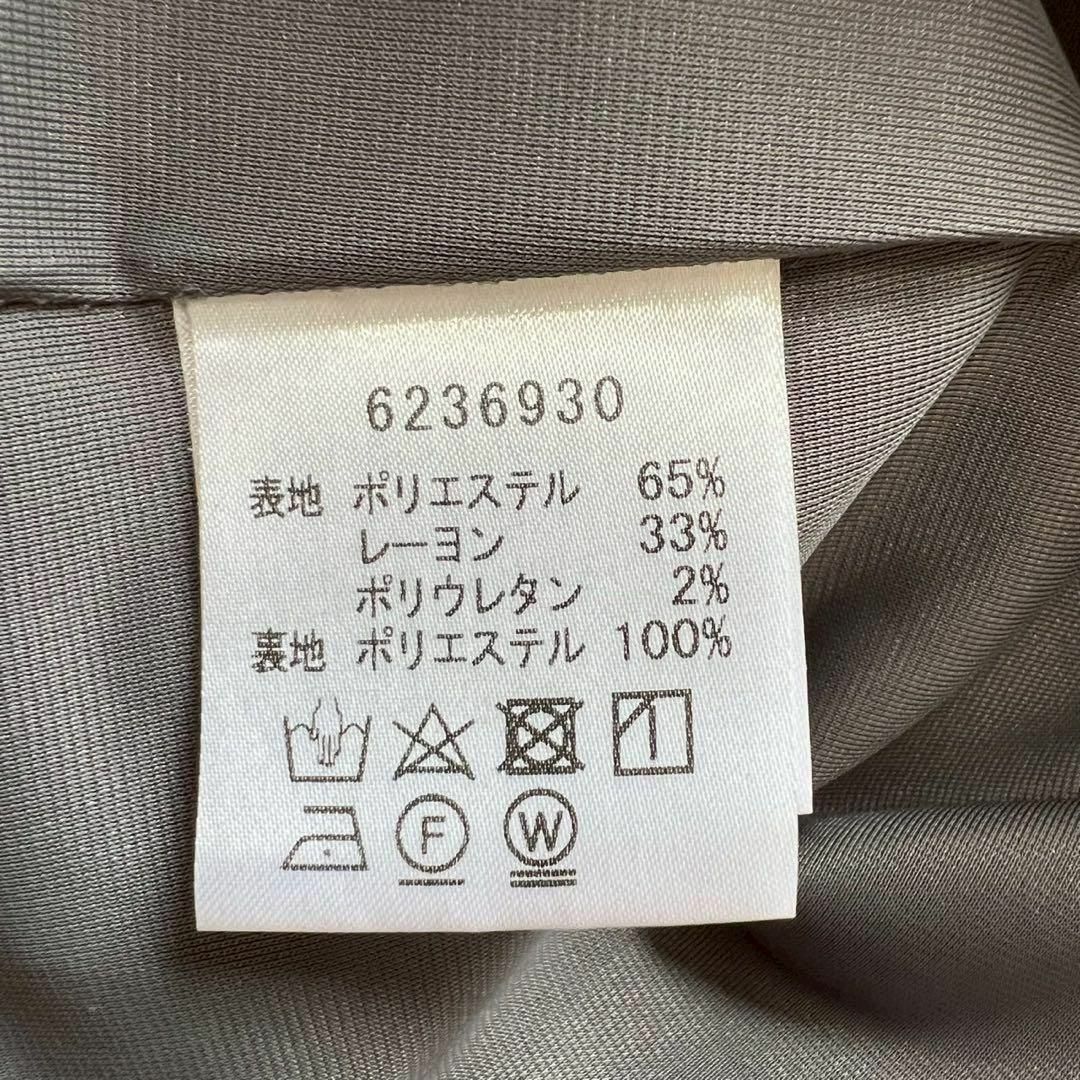 6236930
表地 ポリエステル 65%
レーヨン 33%
ポリウレタン 2%
裏地 ポリエステル 100%
F W